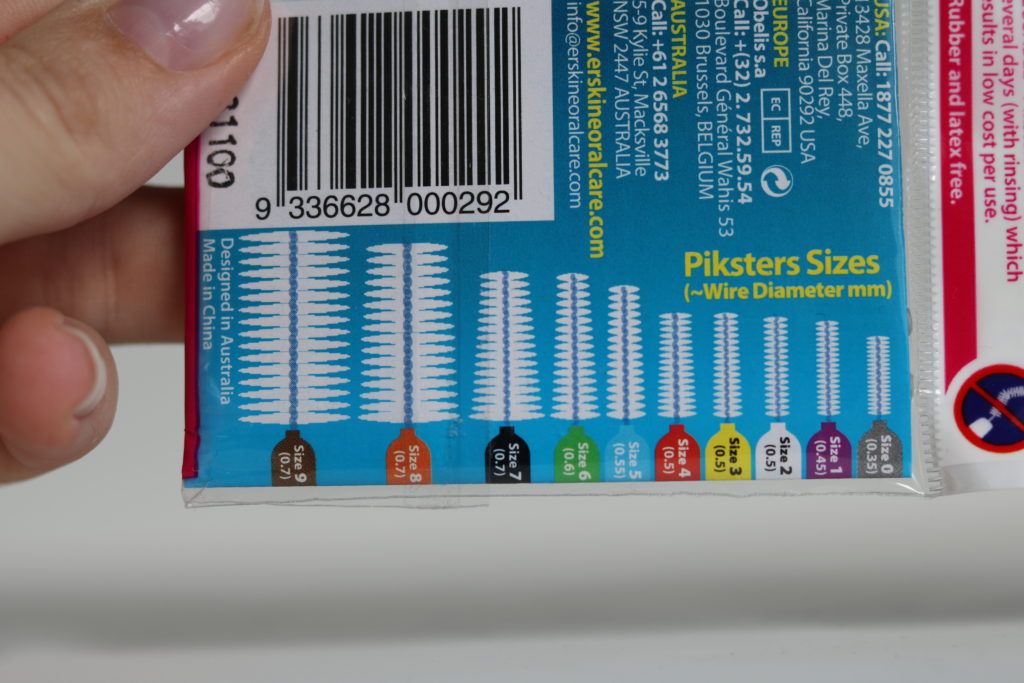 everal days (with rinsing) which
esults in low cost per use.
Rubber and latex free.
USA: Call: 1877 227 0855
3428 Maxella Ave,
Private Box 448,
Marina Del Rey,
California 90292 USA
EC REP
EUROPE
Obelis s.a
Call: +(32) 2.732.59.54
Boulevard Général Wahis 53
1030 Brussels, BELGIUM
AUSTRALIA
Call: +61 2 6568 3773
5-9 Kylie St, Macksville
NSW 2447 AUSTRALIA
www.erskineoralcare.com
info@erskineoralcare.com
9 336628 000292
31100
Designed in Australia
Made in China
Piksters Sizes
(~Wire Diameter mm)
Size 9
(0.7)
Size 8
(0.7)
Size 7
(0.7)
Size 6
(0.6)
Size 5
(0.55)
Size 4
(0.5)
Size 3
(0.5)
Size 2
(0.5)
Size 1
(0.45)
Size 0
(0.35)